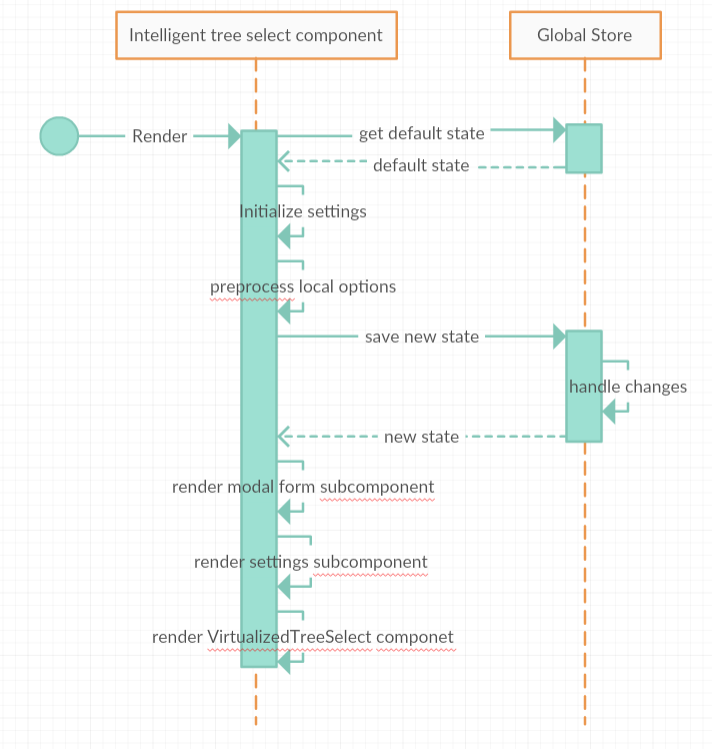 Intelligent tree select component
Global Store
Render
get default state
default state
Initialize settings
preprocess local options
save new state
handle changes
new state
render modal form subcomponent
render settings subcomponent
render VirtualizedTreeSelect componet